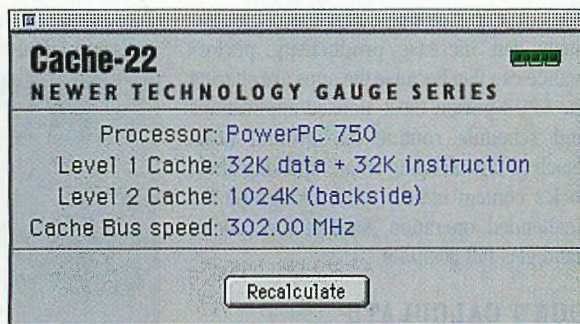 Cache-22
NEWER TECHNOLOGY GAUGE SERIES
Processor: PowerPC 750
Level 1 Cache: 32K data + 32K instruction
Level 2 Cache: 1024K (backside)
Cache Bus speed: 302.00 MHz
Recalculate